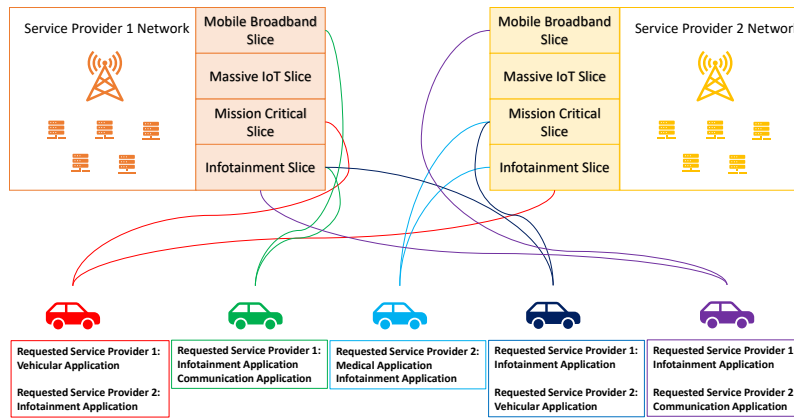 Service Provider 1 Network
Mobile Broadband
Slice
Massive IoT Slice
Mission Critical
Slice
Infotainment Slice
Mobile Broadband
Slice
Massive IoT Slice
Mission Critical
Slice
Infotainment Slice
Service Provider 2 Network
Requested Service Provider 1:
Vehicular Application
Requested Service Provider 2:
Infotainment Application
Requested Service Provider 1:
Infotainment Application
Communication Application
Requested Service Provider 2:
Medical Application
Infotainment Application
Requested Service Provider 1:
Infotainment Application
Requested Service Provider 2:
Vehicular Application
Requested Service Provider 1
Infotainment Application
Requested Service Provider 2
Communication Application